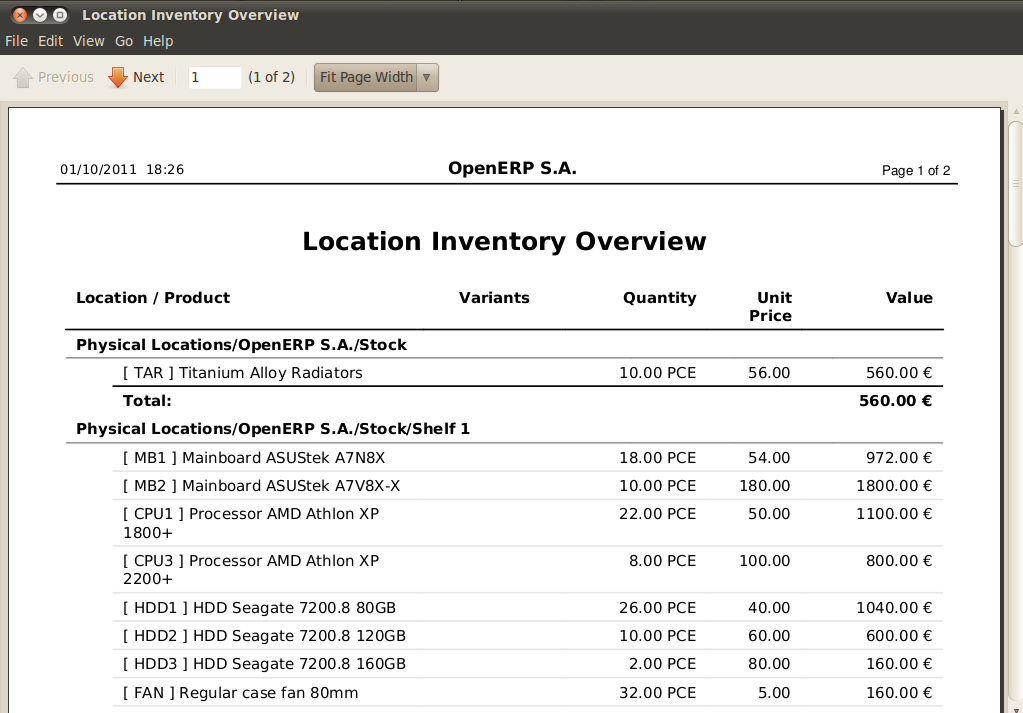 Location Inventory Overview
File Edit View Go Help
Previous Next 1 (1 of 2) Fit Page Width
01/10/2011 18:26 OpenERP S.A. Page 1 of 2
Location Inventory Overview
Location / Product Variants Quantity Unit Price Value
Physical Locations/OpenERP S.A./Stock
[ TAR ] Titanium Alloy Radiators 10.00 PCE 56.00 560.00 €
Total: 560.00 €
Physical Locations/OpenERP S.A./Stock/Shelf 1
[ MB1 ] Mainboard ASUStek A7N8X 18.00 PCE 54.00 972.00 €
[ MB2 ] Mainboard ASUStek A7V8X-X 10.00 PCE 180.00 1800.00 €
[ CPU1 ] Processor AMD Athlon XP 22.00 PCE 50.00 1100.00 €
1800+
[ CPU3 ] Processor AMD Athlon XP 8.00 PCE 100.00 800.00 €
2200+
[ HDD1 ] HDD Seagate 7200.8 80GB 26.00 PCE 40.00 1040.00 €
[ HDD2 ] HDD Seagate 7200.8 120GB 10.00 PCE 60.00 600.00 €
[ HDD3 ] HDD Seagate 7200.8 160GB 2.00 PCE 80.00 160.00 €
[ FAN ] Regular case fan 80mm 32.00 PCE 5.00 160.00 €